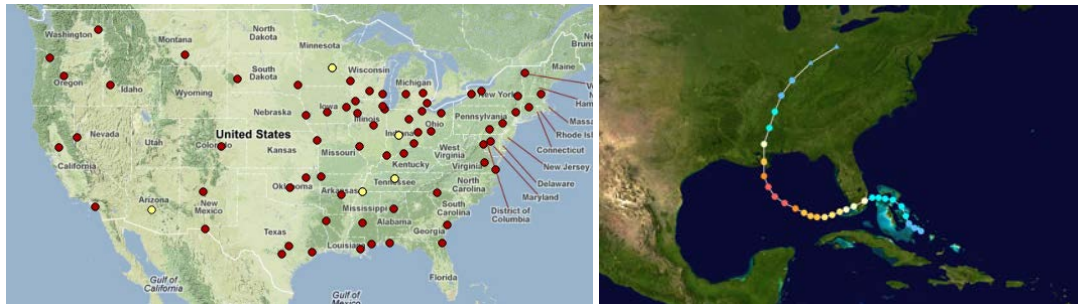 Washington
Montana
North
Dakota
Minnesota
Maine
Oregon
Idaho
Wyoming
South
Dakota
Wisconsin
Michigan
New York
Nebraska
Iowa
Illinois
Indiana
Ohio
Pennsylvania
Nevada
Utah
Colorado
United States
Kansas
Missouri
Kentucky
West
Virginia
Virginia
California
Arizona
New
Mexico
Oklahoma
Arkansas
Tennessee
North
Carolina
South
Carolina
Mississippi
Alabama
Georgia
Texas
Louisiana
Florida
Gulf of
California
Gulf of
Massa
Rhode Isl
Connecticut
New Jersey
Delaware
Maryland
District of
Columbia